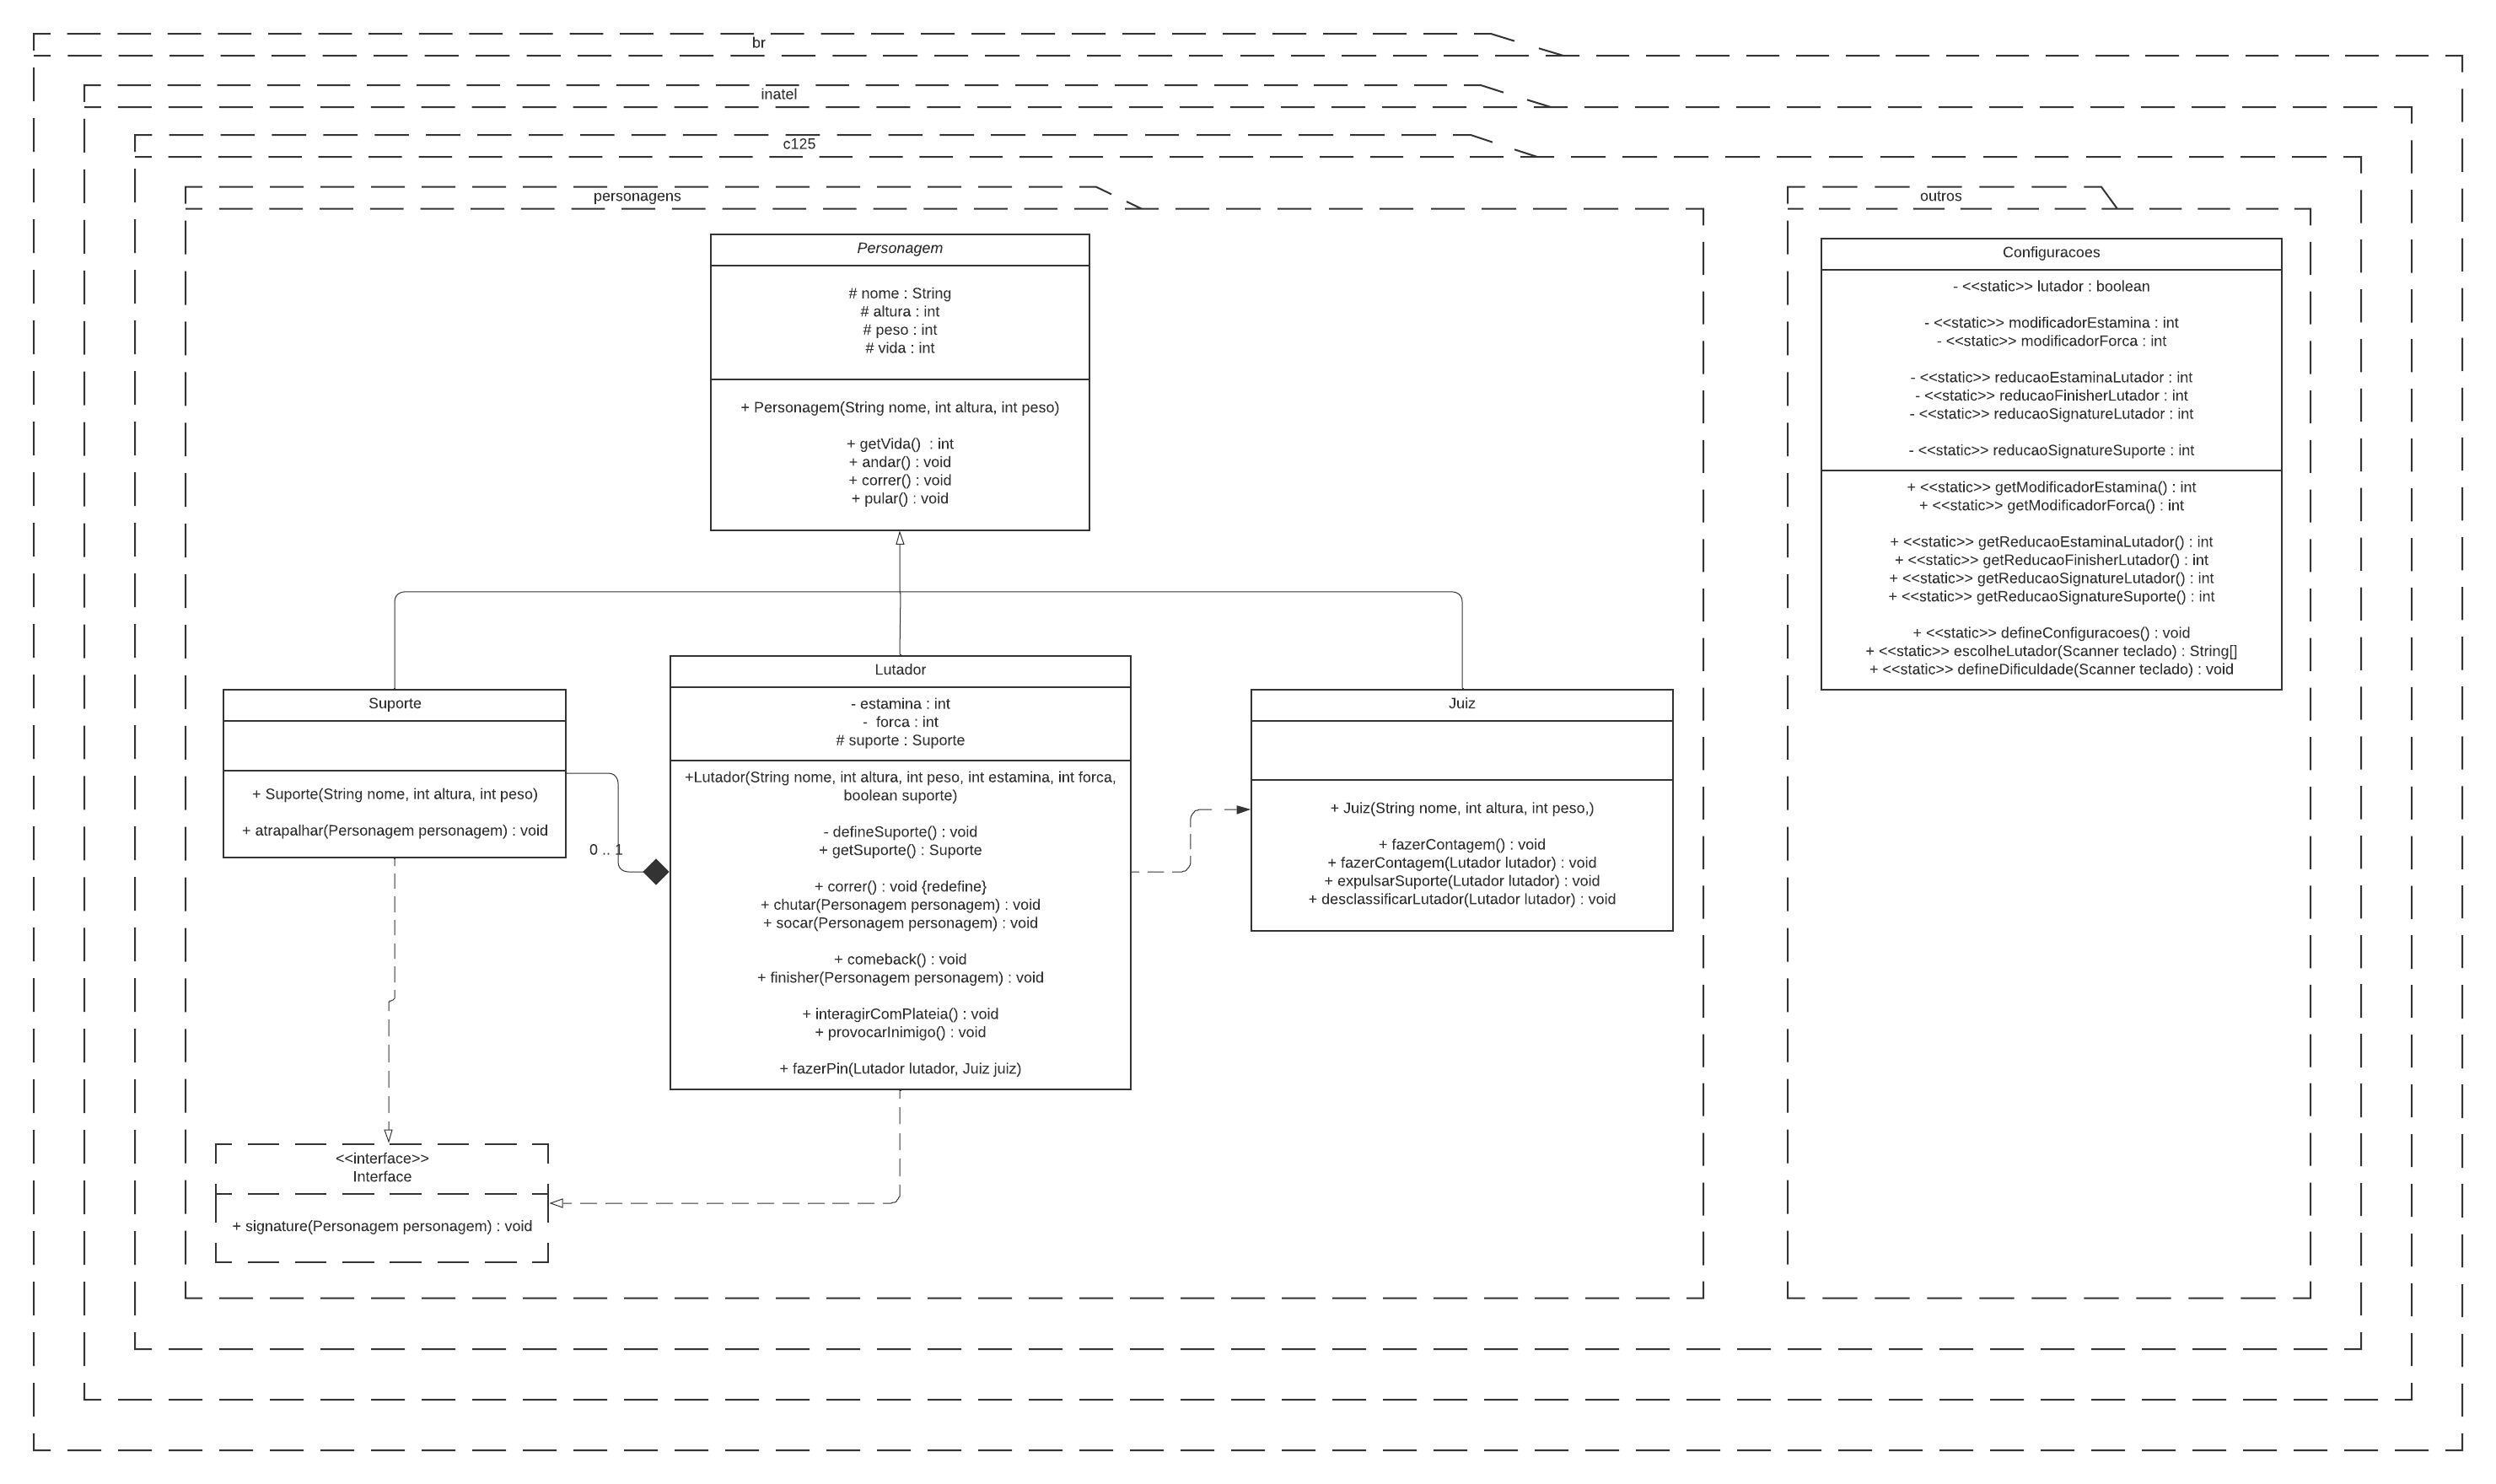 br
inatel
c125
personagens
Personagem
# nome : String
# altura : int
# peso : int
# vida : int
+ Personagem(String nome, int altura, int peso)
+ getVida()  : int
+ andar() : void
+ correr() : void
+ pular() : void
Suporte
+ Suporte(String nome, int altura, int peso)
+ atrapalhar(Personagem personagem) : void
0 .. 1
Lutador
- estamina : int
-  forca : int
# suporte : Suporte
+Lutador(String nome, int altura, int peso, int estamina, int forca,
boolean suporte)
- defineSuporte() : void
+ getSuporte() : Suporte
+ correr() : void {redefine}
+ chutar(Personagem personagem) : void
+ socar(Personagem personagem) : void
+ comeback() : void
+ finisher(Personagem personagem) : void
+ interagirComPlateia() : void
+ provocarInimigo() : void
+ fazerPin(Lutador lutador, Juiz juiz)
Juiz
+ Juiz(String nome, int altura, int peso,)
+ fazerContagem() : void
+ fazerContagem(Lutador lutador) : void
+ expulsarSuporte(Lutador lutador) : void
+ desclassificarLutador(Lutador lutador) : void
<<interface>>
Interface
+ signature(Personagem personagem) : void
outros
Configuracoes
- <<static>> lutador : boolean
- <<static>> modificadorEstamina : int
- <<static>> modificadorForca : int
- <<static>> reducaoEstaminaLutador : int
- <<static>> reducaoFinisherLutador : int
- <<static>> reducaoSignatureLutador : int
- <<static>> reducaoSignatureSuporte : int
+ <<static>> getModificadorEstamina() : int
+ <<static>> getModificadorForca() : int
+ <<static>> getReducaoEstaminaLutador() : int
+ <<static>> getReducaoFinisherLutador() : int
+ <<static>> getReducaoSignatureLutador() : int
+ <<static>> getReducaoSignatureSuporte() : int
+ <<static>> defineConfiguracoes() : void
+ <<static>> escolheLutador(Scanner teclado) : String[]
+ <<static>> defineDificuldade(Scanner teclado) : void